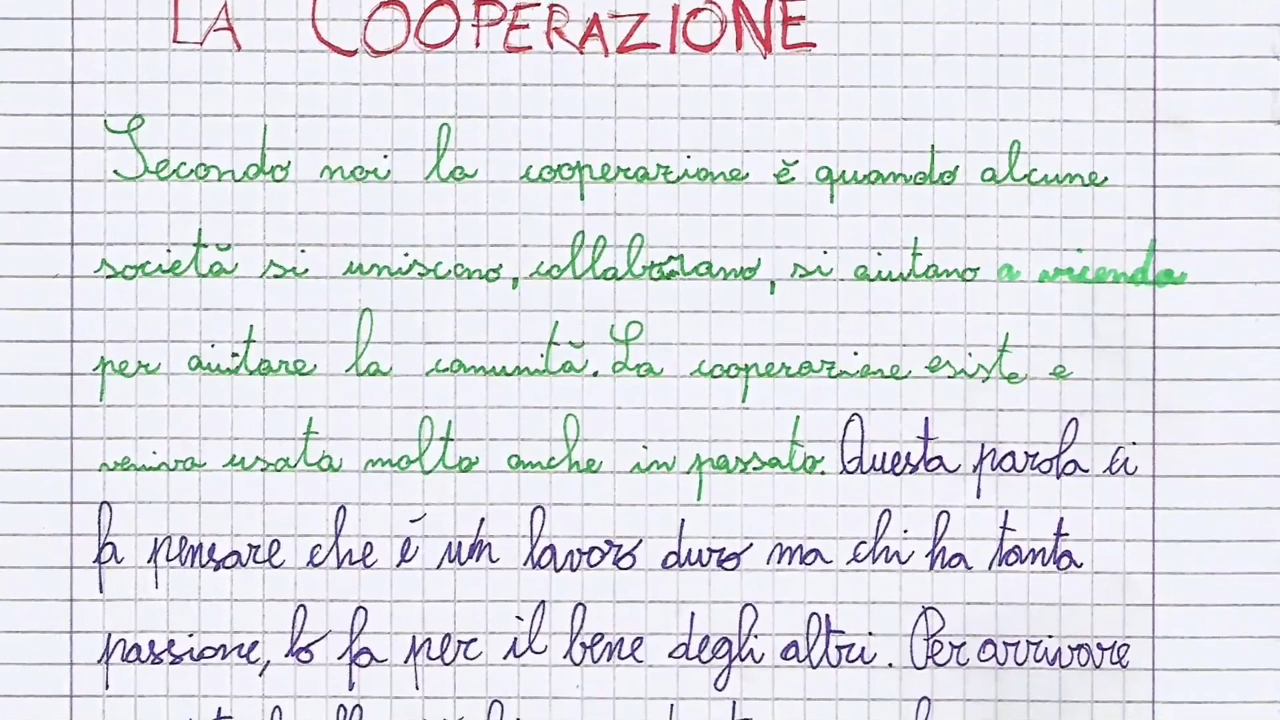 LA COOPERAZIONE
Secondo noi la cooperazione è quando alcune
società si uniscono, collaborano, si aiutano a vicenda
per aiutare la comunità. La cooperazione esiste e
veniva usata molto anche in passato. Questa parola ci
fa pensare che è un lavoro duro ma chi ha tanta
passione, lo fa per il bene degli altri. Per arrivare